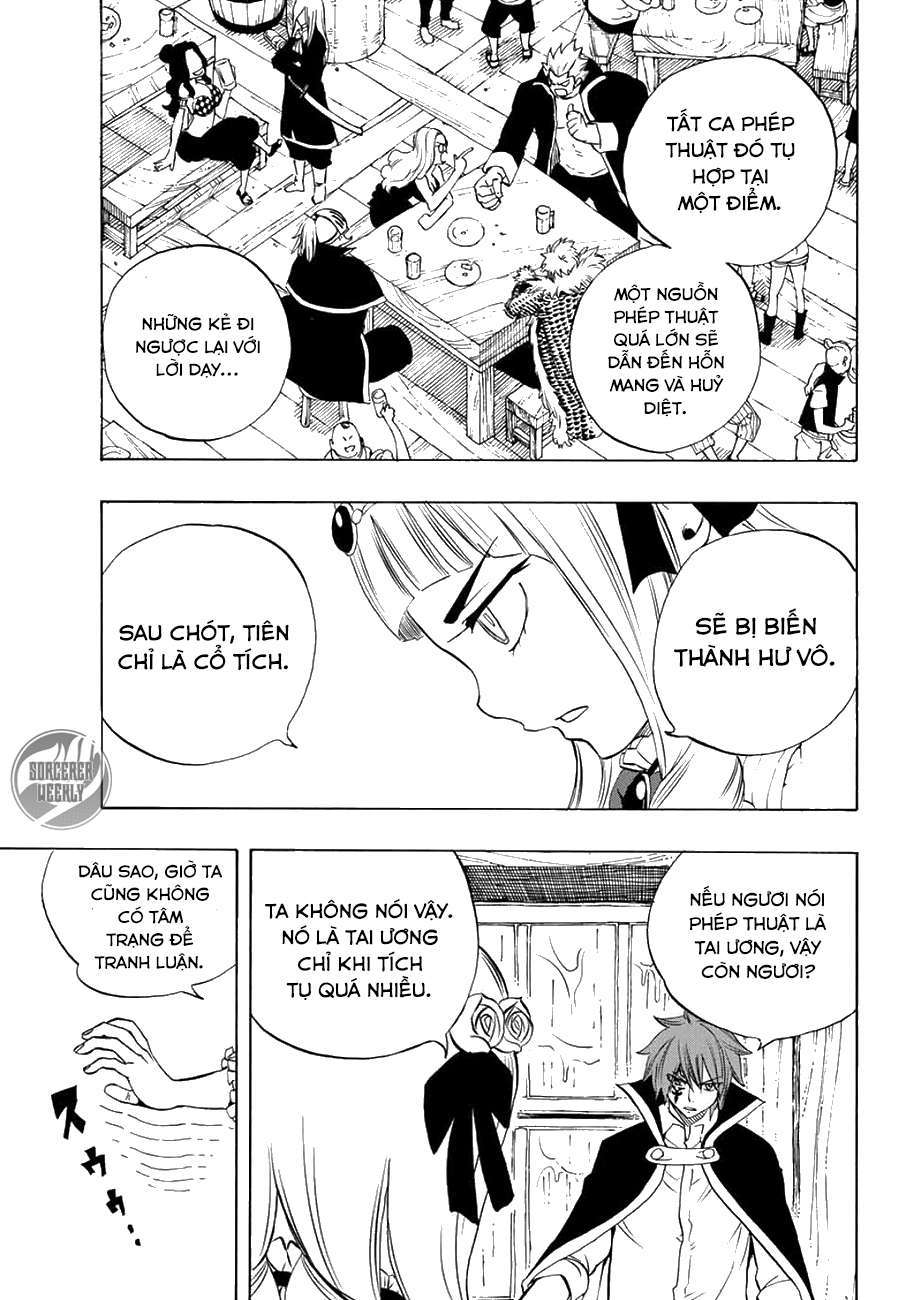 TẤT CA PHÉP
THUẬT ĐÓ TỤ
HỢP TẠI
MỘT ĐIỂM.
MỘT NGUỒN
PHÉP THUẬT
QUÁ LỚN SẼ
DẪN ĐẾN HỖN
MANG VÀ HUỶ
DIỆT.
NHỮNG KẺ ĐI
NGƯỢC LẠI VỚI
LỜI DẠY...
SẼ BỊ BIẾN
THÀNH HƯ VÔ.
SAU CHÓT, TIÊN
CHỈ LÀ CỔ TÍCH.
SORCERER
WEEKLY
NẾU NGƯƠI NÓI
PHÉP THUẬT LÀ
TAI ƯƠNG, VẬY
CÒN NGƯƠI?
TA KHÔNG NÓI VẬY.
NÓ LÀ TAI ƯƠNG
CHỈ KHI TÍCH
TỤ QUÁ NHIỀU.
DÂU SAO, GIỜ TA
CŨNG KHÔNG
CÓ TÂM
TRẠNG ĐỂ
TRANH LUẬN.
スゥゥ...